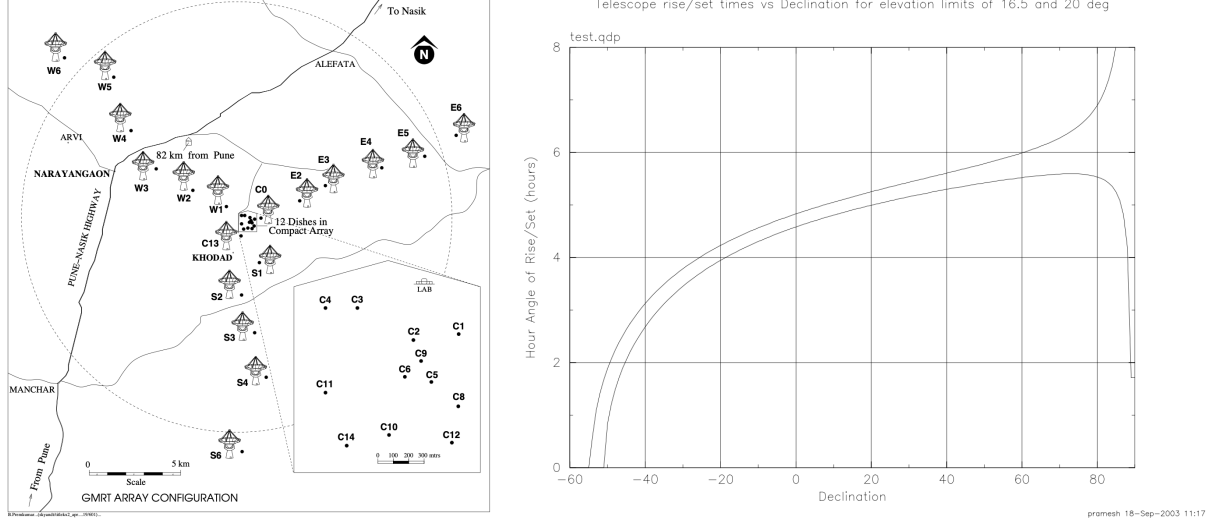 To Nasik
N
ALEFATA
W6
W5
E6
W4
ARVI
E5
E4
82 km from Pune
E3
NARAYANGAON
W3
W2
E2
C0
W1
12 Dishes in
Compact Array
C13
KHODAD
PUNE-NASIK HIGHWAY
S1
S2
LAB
C4
C3
C1
C2
S3
C9
C6
C5
S4
C11
C8
MANCHAR
C10
C14
C12
0 100 200 300 mtrs
S6
From Pune
0
5 km
Scale
GMRT ARRAY CONFIGURATION
Telescope rise/set times vs Declination for elevation limits of 16.5 and 20 deg
test.qdp
8
6
4
2
0
Hour Angle of Rise/Set (hours)
−60 −40 −20 0 20 40 60 80
Declination
pramesh 18−Sep−2003 11:17